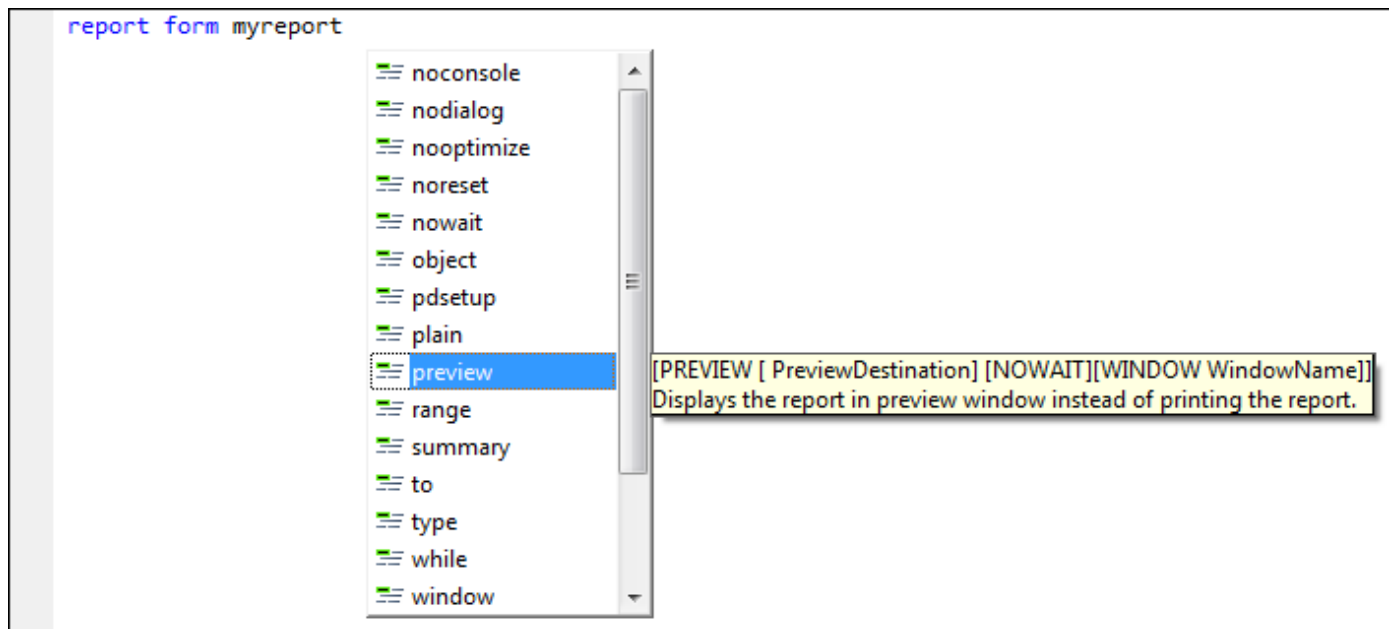 report form myreport
noconsole
nodialog
nooptimize
noreset
nowait
object
pdsetup
plain
preview
[PREVIEW [ PreviewDestination] [NOWAIT][WINDOW WindowName]]
Displays the report in preview window instead of printing the report.
range
summary
to
type
while
window